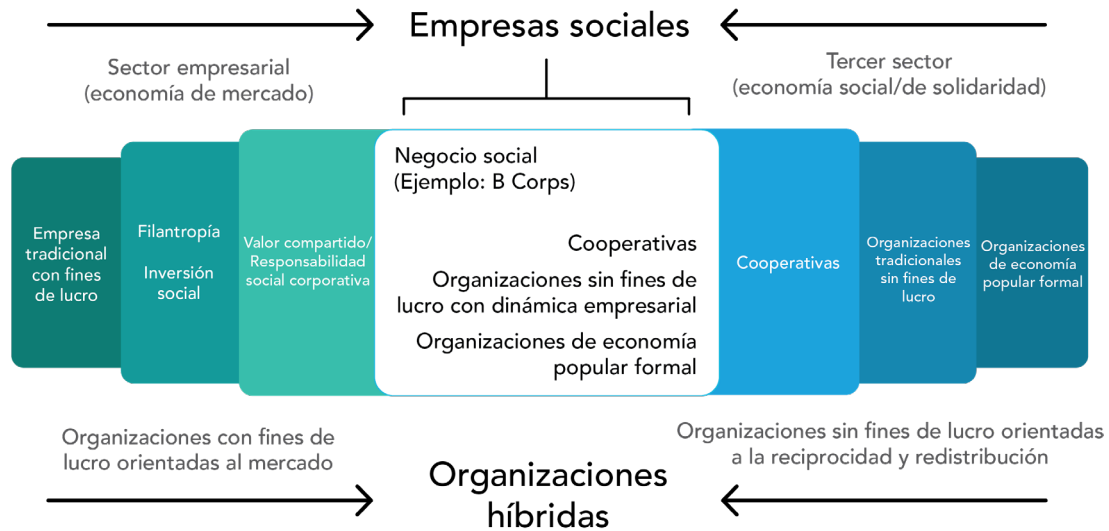 Empresas sociales
Sector empresarial
(economía de mercado)
Tercer sector
(economía social/de solidaridad)
Empresa
tradicional
con fines
de lucro
Filantropía
Inversión
social
Valor compartido/
Responsabilidad
social corporativa
Negocio social
(Ejemplo: B Corps)
Cooperativas
Organizaciones sin fines de
lucro con dinámica empresarial
Organizaciones de economía
popular formal
Cooperativas
Organizaciones
tradicionales
sin fines de
lucro
Organizaciones
de economía
popular formal
Organizaciones con fines de
lucro orientadas al mercado
Organizaciones sin fines de lucro orientadas
a la reciprocidad y redistribución
Organizaciones
híbridas